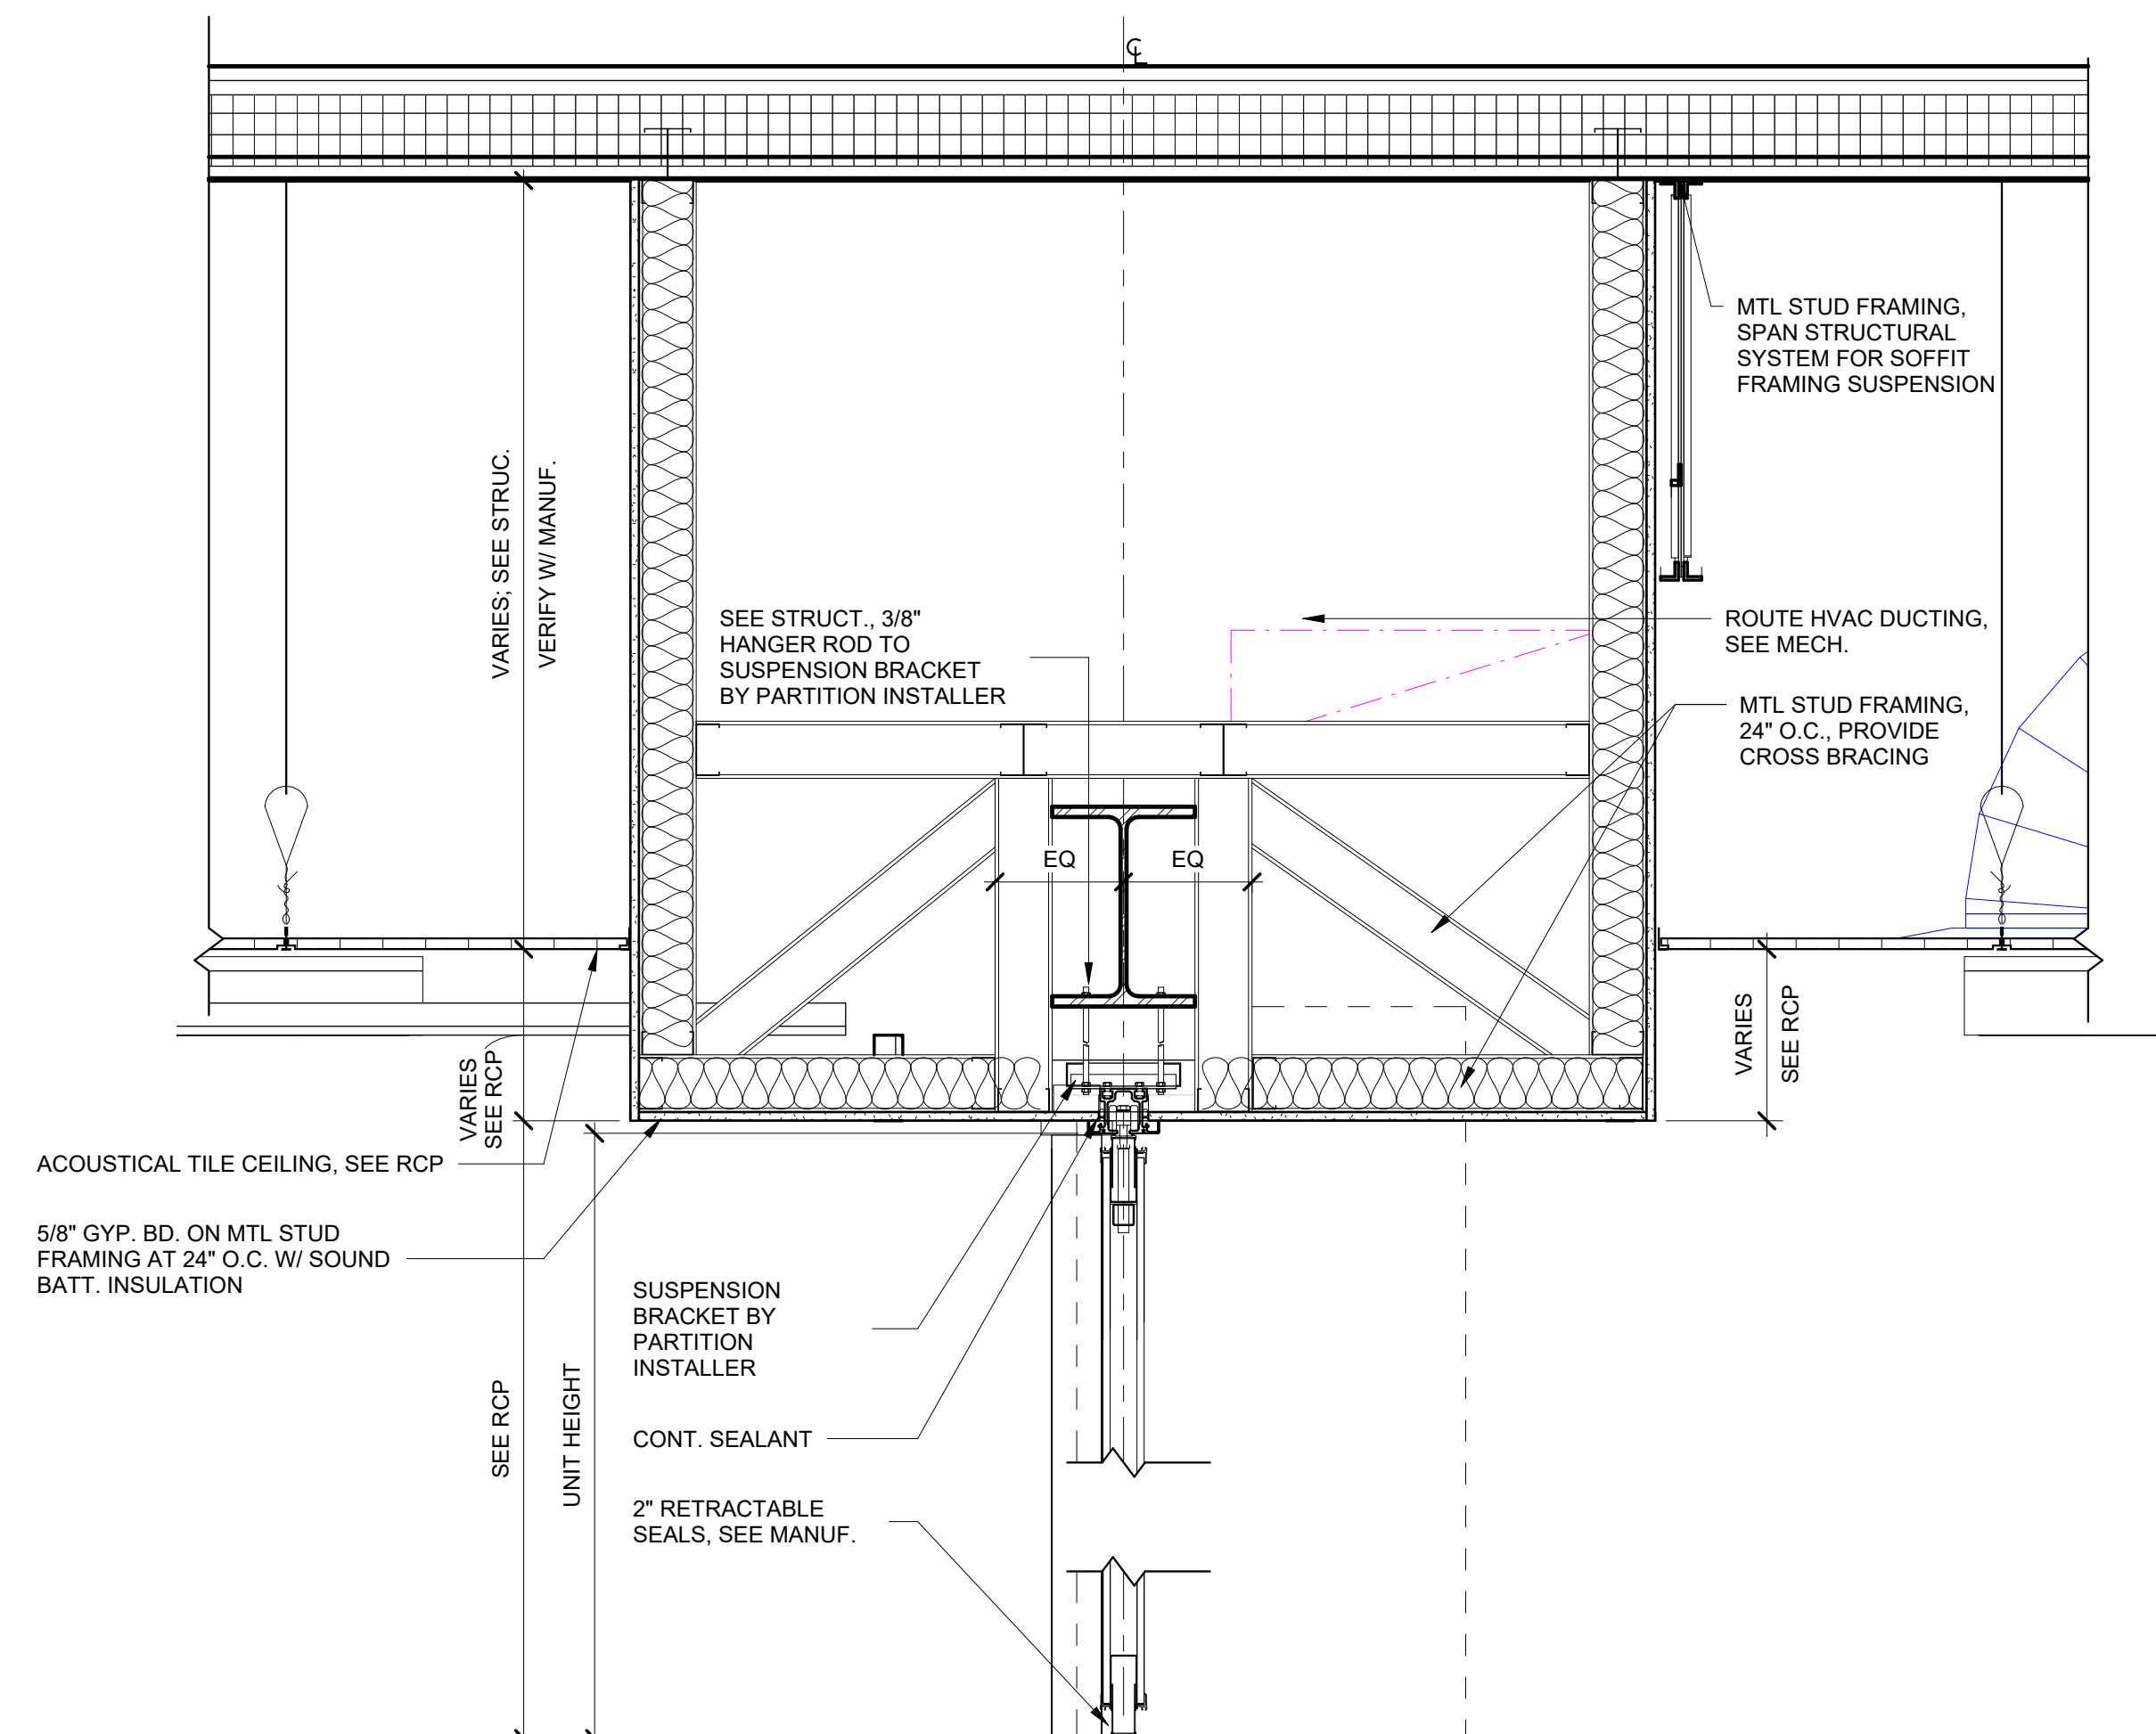 ℄
MTL STUD FRAMING,
SPAN STRUCTURAL
SYSTEM FOR SOFFIT
FRAMING SUSPENSION
VARIES; SEE STRUC.
VERIFY W/ MANUF.
SEE STRUCT., 3/8"
HANGER ROD TO
SUSPENSION BRACKET
BY PARTITION INSTALLER
ROUTE HVAC DUCTING,
SEE MECH.
MTL STUD FRAMING,
24" O.C., PROVIDE
CROSS BRACING
EQ
EQ
VARIES
SEE RCP
VARIES
SEE RCP
ACOUSTICAL TILE CEILING, SEE RCP
5/8" GYP. BD. ON MTL STUD
FRAMING AT 24" O.C. W/ SOUND
BATT. INSULATION
SUSPENSION
BRACKET BY
PARTITION
INSTALLER
SEE RCP
UNIT HEIGHT
CONT. SEALANT
2" RETRACTABLE
SEALS, SEE MANUF.